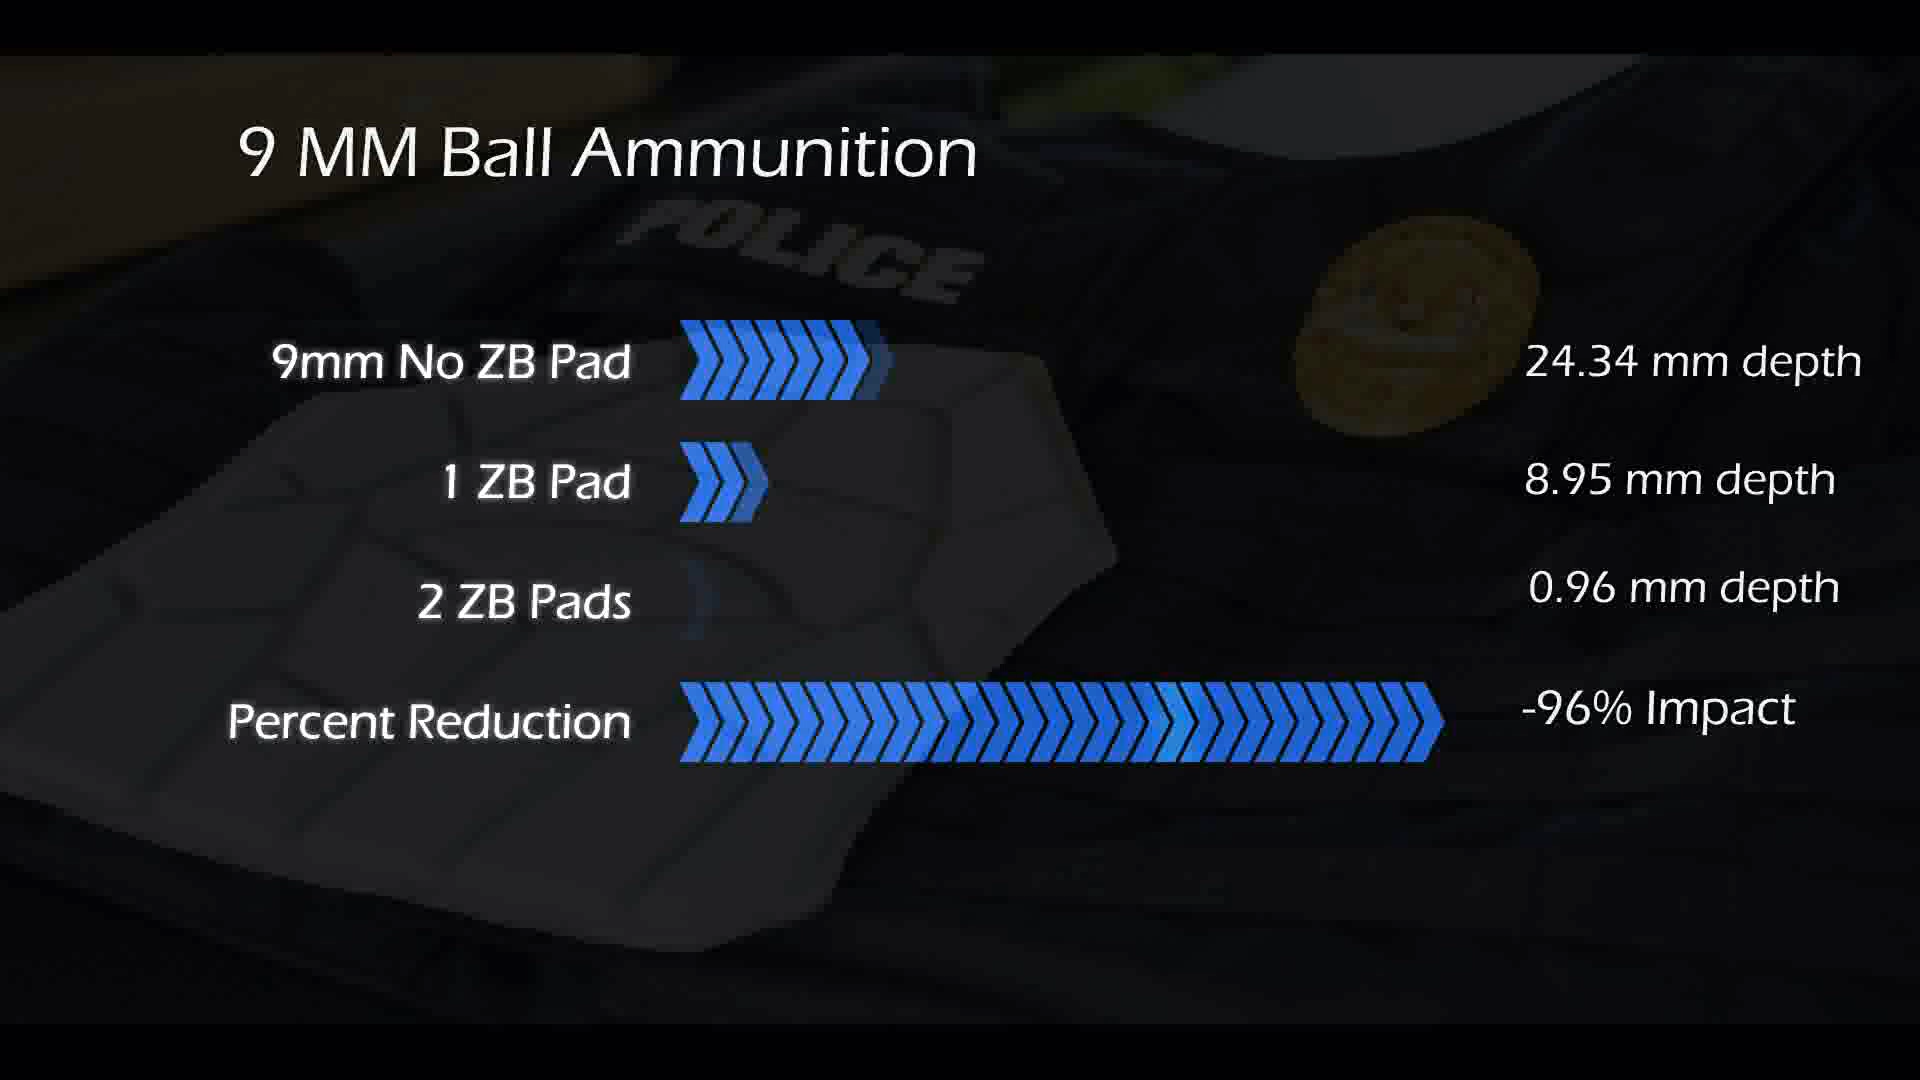 9 MM Ball Ammunition
POLICE
9mm No ZB Pad 24.34 mm depth
1 ZB Pad 8.95 mm depth
2 ZB Pads 0.96 mm depth
Percent Reduction -96% Impact